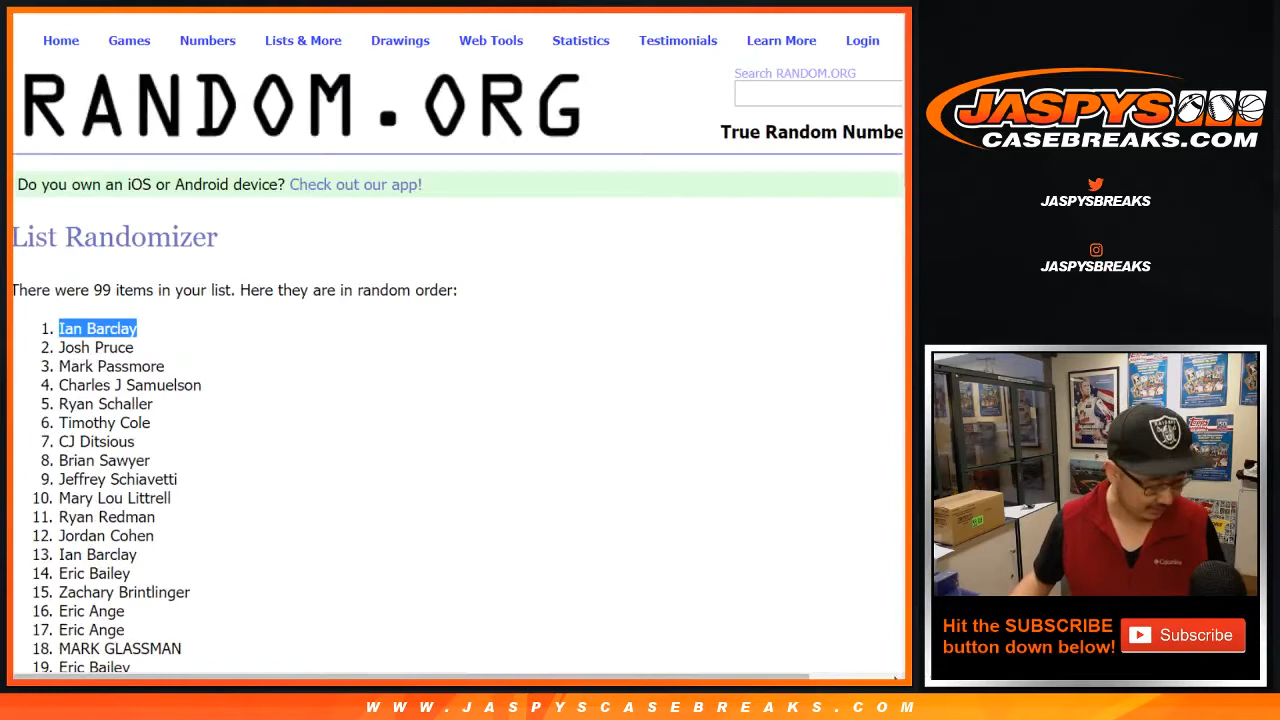 Home Games Numbers Lists & More Drawings Web Tools Statistics Testimonials Learn More Login
RANDOM.ORG
Search RANDOM.ORG
True Random Numbe
Do you own an iOS or Android device? Check out our app!
List Randomizer
There were 99 items in your list. Here they are in random order:
1. Ian Barclay
2. Josh Pruce
3. Mark Passmore
4. Charles J Samuelson
5. Ryan Schaller
6. Timothy Cole
7. CJ Ditsious
8. Brian Sawyer
9. Jeffrey Schiavetti
10. Mary Lou Littrell
11. Ryan Redman
12. Jordan Cohen
13. Ian Barclay
14. Eric Bailey
15. Zachary Brintlinger
16. Eric Ange
17. Eric Ange
18. MARK GLASSMAN
19. Eric Bailey
JASPYS
CASEBREAKS.COM
JASPYSBREAKS
JASPYSBREAKS
RAIDERS
Columbia
Hit the SUBSCRIBE
button down below!
Subscribe
WWW.JASPYSCASEBREAKS.COM